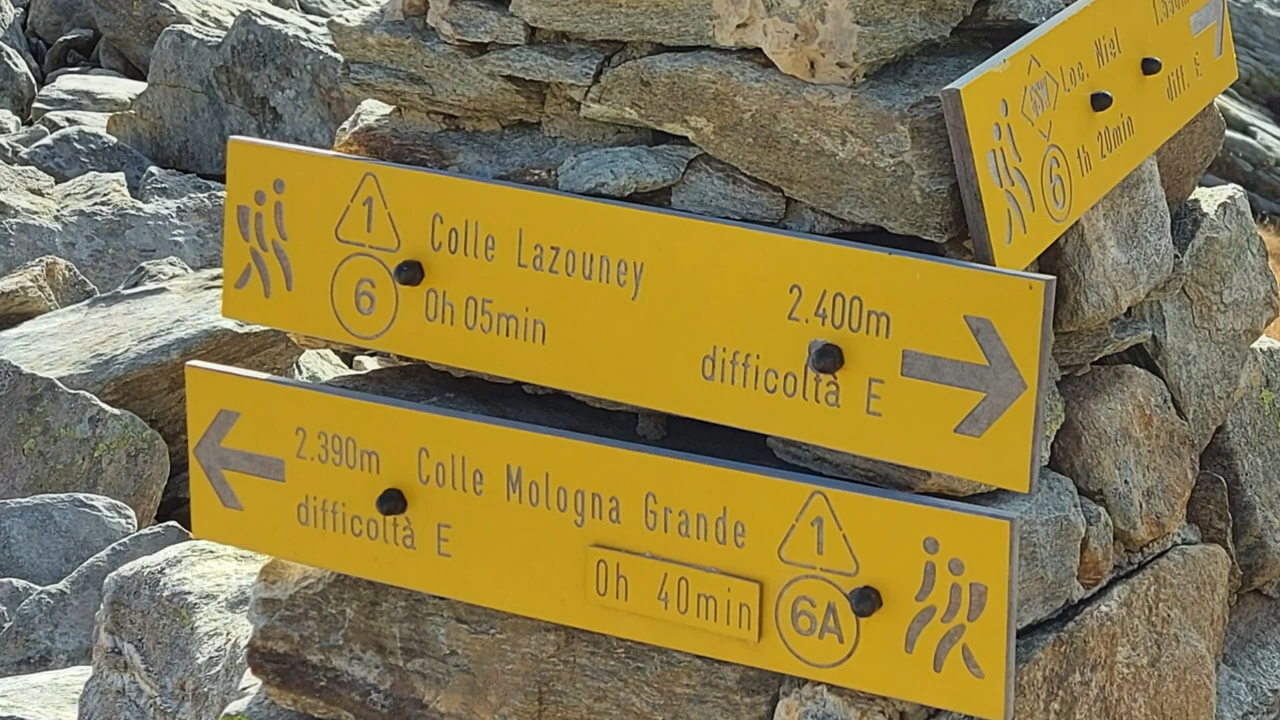 1
Colle Lazouney
6
0h 05min
2.400m
difficoltà E
2.390m
Colle Mologna Grande
1
difficoltà E
0h 40min
6A
Loc. Niel
6
1h 20min
diff. E